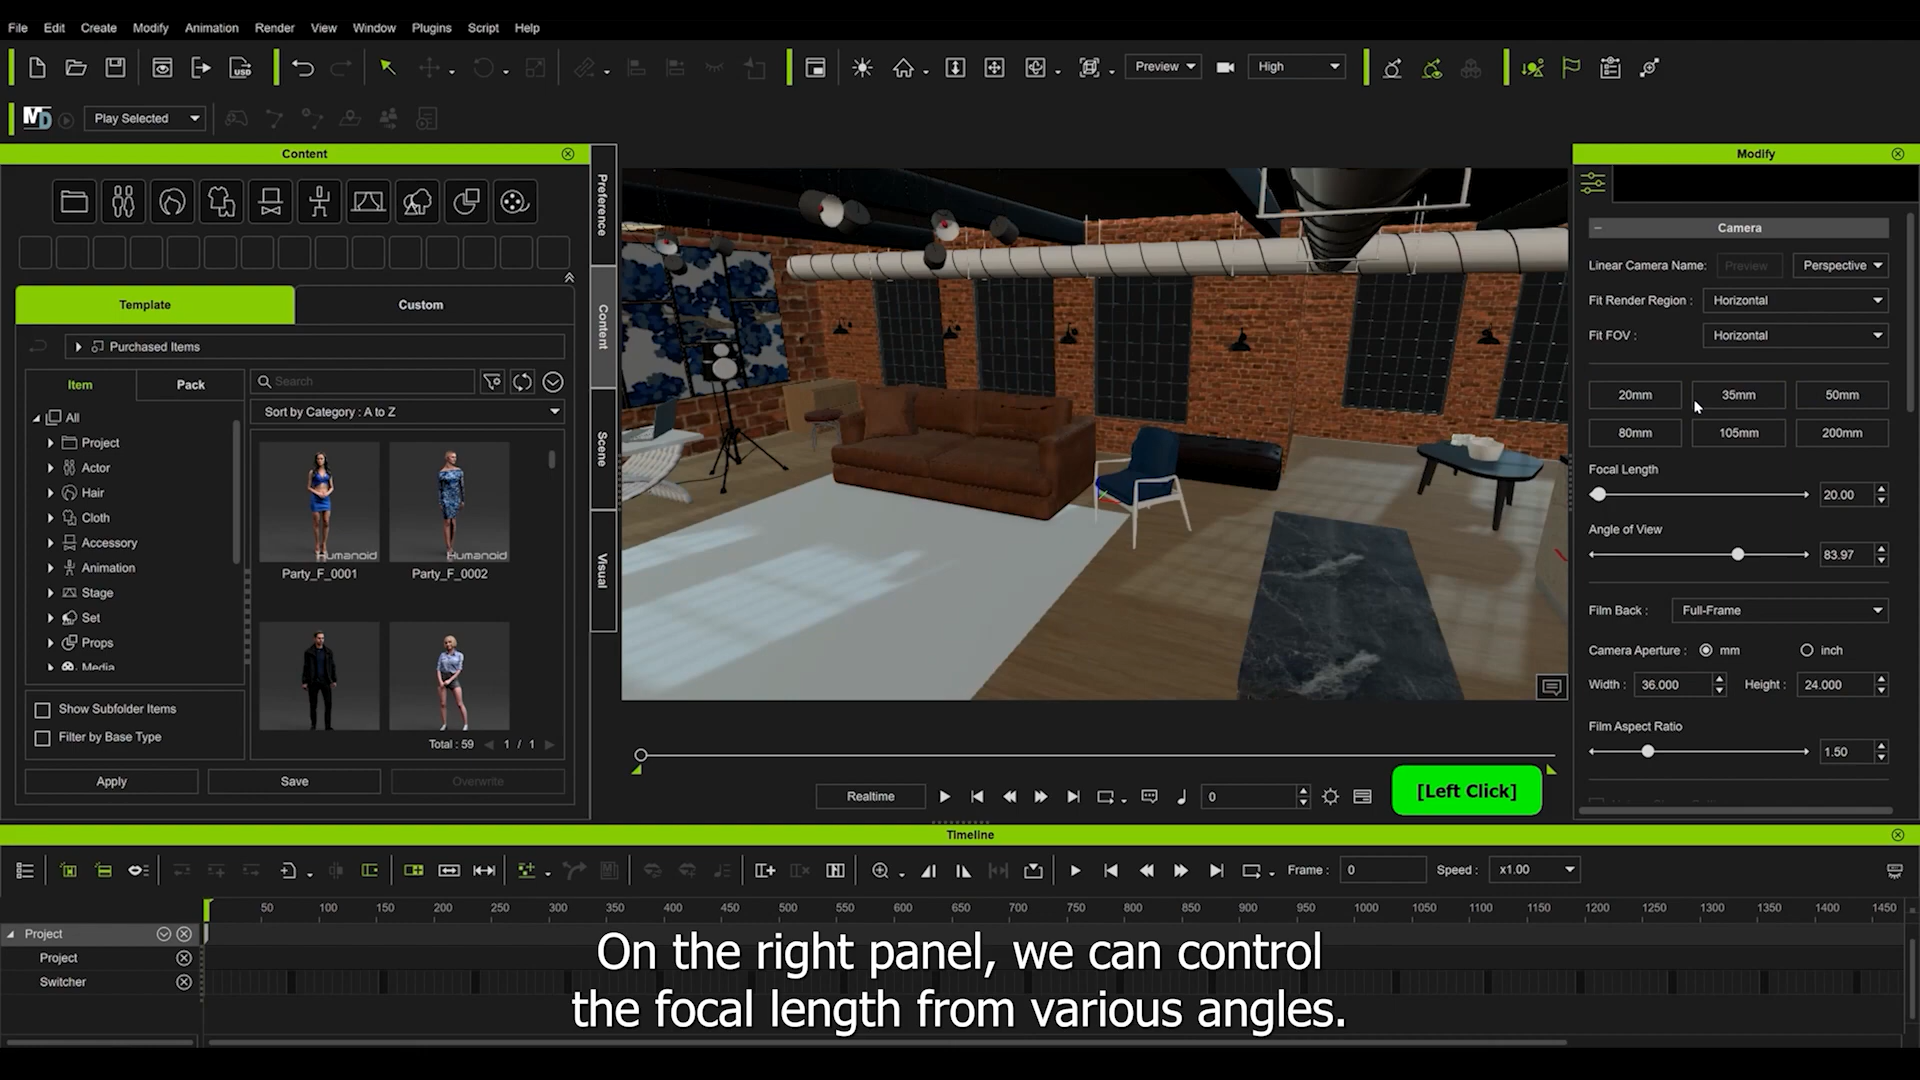 File Edit Create Modify Animation Render View Window Plugins Script Help
USD
Preview
High
MD
Play Selected
Content
Template
Custom
Purchased Items
Item
Pack
Search
Sort by Category : A to Z
All
Project
Actor
Hair
Cloth
Accessory
Animation
Stage
Set
Props
Media
Humanoid
Humanoid
Party_F_0001
Party_F_0002
Show Subfolder Items
Filter by Base Type
Total : 59
1 / 1
Apply
Save
Overwrite
Preference
Content
Scene
Visual
Realtime
0
[Left Click]
Modify
Camera
Linear Camera Name:
Preview
Perspective
Fit Render Region :
Horizontal
Fit FOV :
Horizontal
20mm
35mm
50mm
80mm
105mm
200mm
Focal Length
20.00
Angle of View
83.97
Film Back :
Full-Frame
Camera Aperture :
mm
inch
Width :
36.000
Height :
24.000
Film Aspect Ratio
1.50
Timeline
Frame :
0
Speed :
x1.00
50 100 150 200 250 300 350 400 450 500 550 600 650 700 750 800 850 900 950 1000 1050 1100 1150 1200 1250 1300 1350 1400 1450
Project
Project
Switcher
On the right panel, we can control
the focal length from various angles.